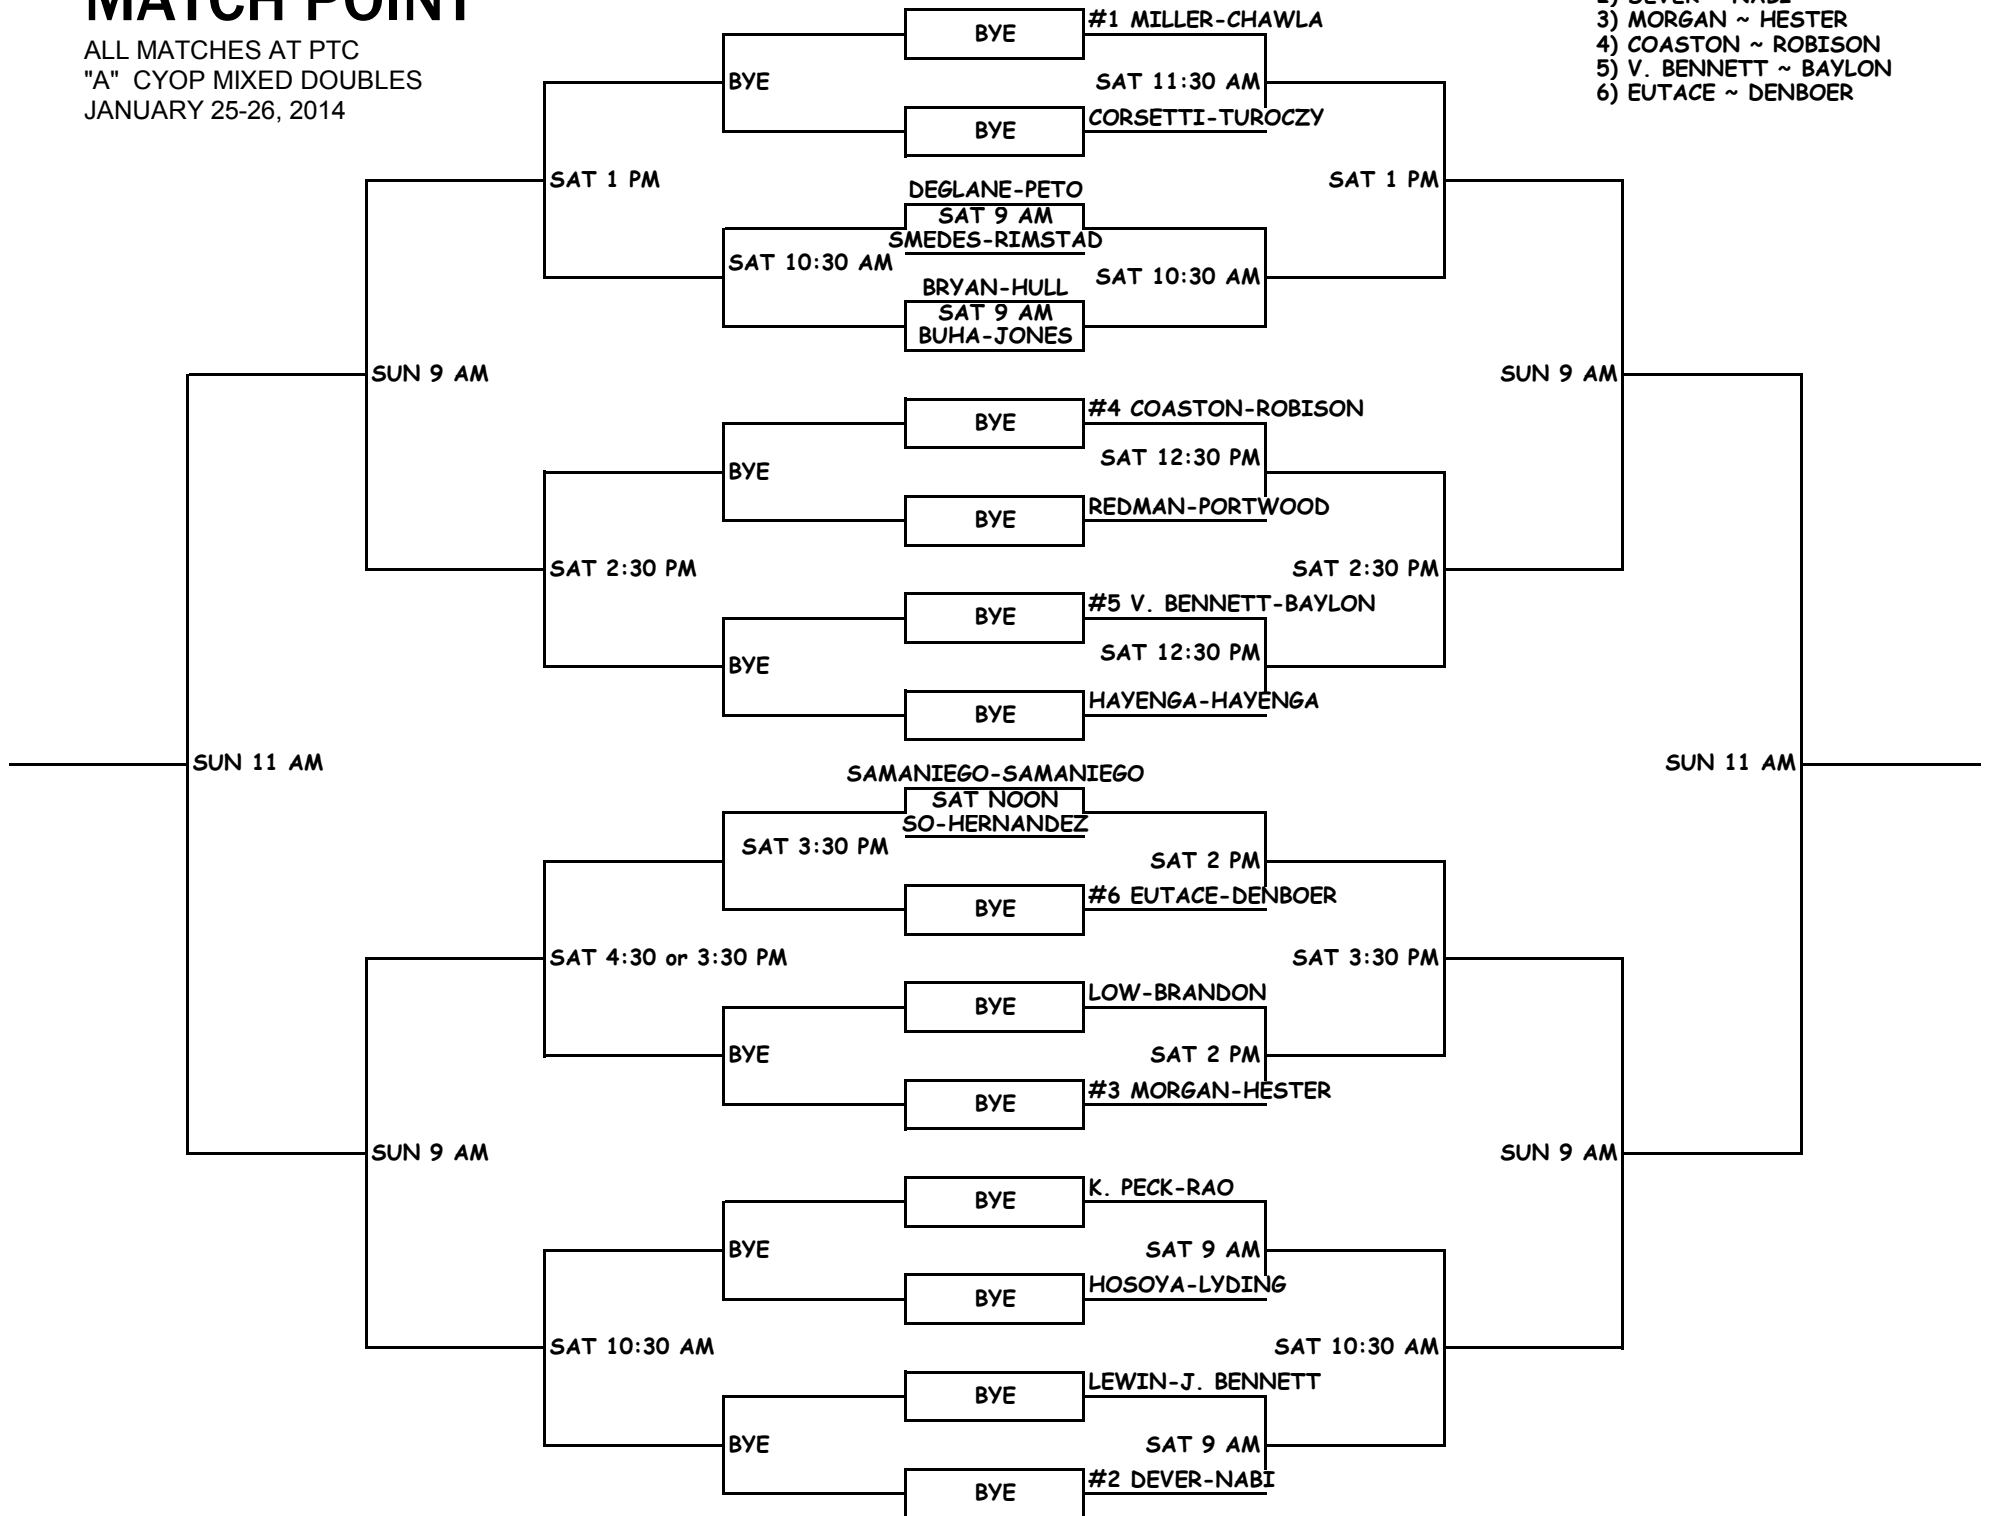 MATCH POINT
ALL MATCHES AT PTC
"A" CYOP MIXED DOUBLES
JANUARY 25-26, 2014
2) DEVER ~ NABI
3) MORGAN ~ HESTER
4) COASTON ~ ROBISON
5) V. BENNETT ~ BAYLON
6) EUTACE ~ DENBOER
#1 MILLER-CHAWLA
BYE
BYE
SAT 11:30 AM
CORSETTI-TUROCZY
BYE
SAT 1 PM
SAT 1 PM
DEGLANE-PETO
SAT 9 AM
SMEDES-RIMSTAD
SAT 10:30 AM
SAT 10:30 AM
BRYAN-HULL
SAT 9 AM
BUHA-JONES
SUN 9 AM
SUN 9 AM
#4 COASTON-ROBISON
BYE
SAT 12:30 PM
BYE
REDMAN-PORTWOOD
BYE
SAT 2:30 PM
SAT 2:30 PM
#5 V. BENNETT-BAYLON
BYE
SAT 12:30 PM
BYE
HAYENGA-HAYENGA
BYE
SUN 11 AM
SUN 11 AM
SAMANIEGO-SAMANIEGO
SAT NOON
SO-HERNANDEZ
SAT 3:30 PM
SAT 2 PM
#6 EUTACE-DENBOER
BYE
SAT 4:30 or 3:30 PM
SAT 3:30 PM
LOW-BRANDON
BYE
BYE
SAT 2 PM
#3 MORGAN-HESTER
BYE
SUN 9 AM
SUN 9 AM
K. PECK-RAO
BYE
BYE
SAT 9 AM
HOSOYA-LYDING
BYE
SAT 10:30 AM
SAT 10:30 AM
LEWIN-J. BENNETT
BYE
BYE
SAT 9 AM
#2 DEVER-NABI
BYE